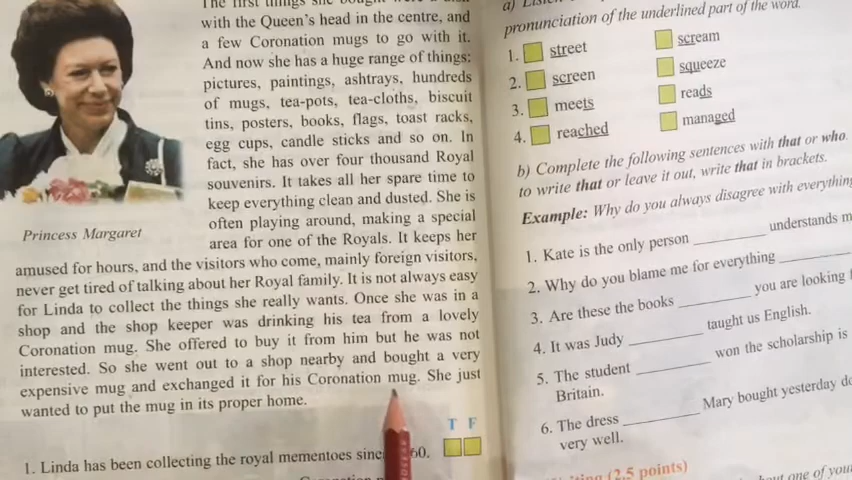 with the Queen's head in the centre, and
a few Coronation mugs to go with it.
And now she has a huge range of things:
pictures, paintings, ashtrays, hundreds
of mugs, tea-pots, tea-cloths, biscuit
tins, posters, books, flags, toast racks,
egg cups, candle sticks and so on. In
fact, she has over four thousand Royal
souvenirs. It takes all her spare time to
keep everything clean and dusted. She is
often playing around, making a special
area for one of the Royals. It keeps her
Princess Margaret
amused for hours, and the visitors who come, mainly foreign visitors,
never get tired of talking about her Royal family. It is not always easy
for Linda to collect the things she really wants. Once she was in a
shop and the shop keeper was drinking his tea from a lovely
Coronation mug. She offered to buy it from him but he was not
interested. So she went out to a shop nearby and bought a very
expensive mug and exchanged it for his Coronation mug. She just
wanted to put the mug in its proper home.
T F
1. Linda has been collecting the royal mementoes
pronunciation of the underlined part of the word.
1. street scream
2. screen squeeze
3. meets reads
4. reached managed
b) Complete the following sentences with that or who.
to write that or leave it out, write that in brackets.
Example: Why do you always disagree with everything
1. Kate is the only person ________ understands
2. Why do you blame me for everything ________
3. Are these the books ________ you are looking
4. It was Judy ________ taught us English.
5. The student ________ won the scholarship is
Britain.
6. The dress ________ Mary bought yesterday
very well.
(2,5 points)